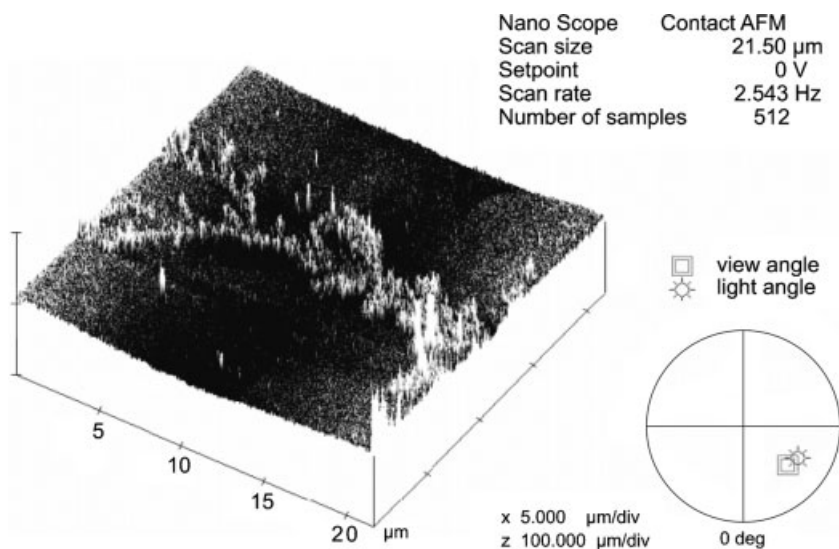 Nano Scope Contact AFM
Scan size 21.50 µm
Setpoint 0 V
Scan rate 2.543 Hz
Number of samples 512
view angle
light angle
5
10
15
20 µm
x 5.000 µm/div
z 100.000 µm/div
0 deg